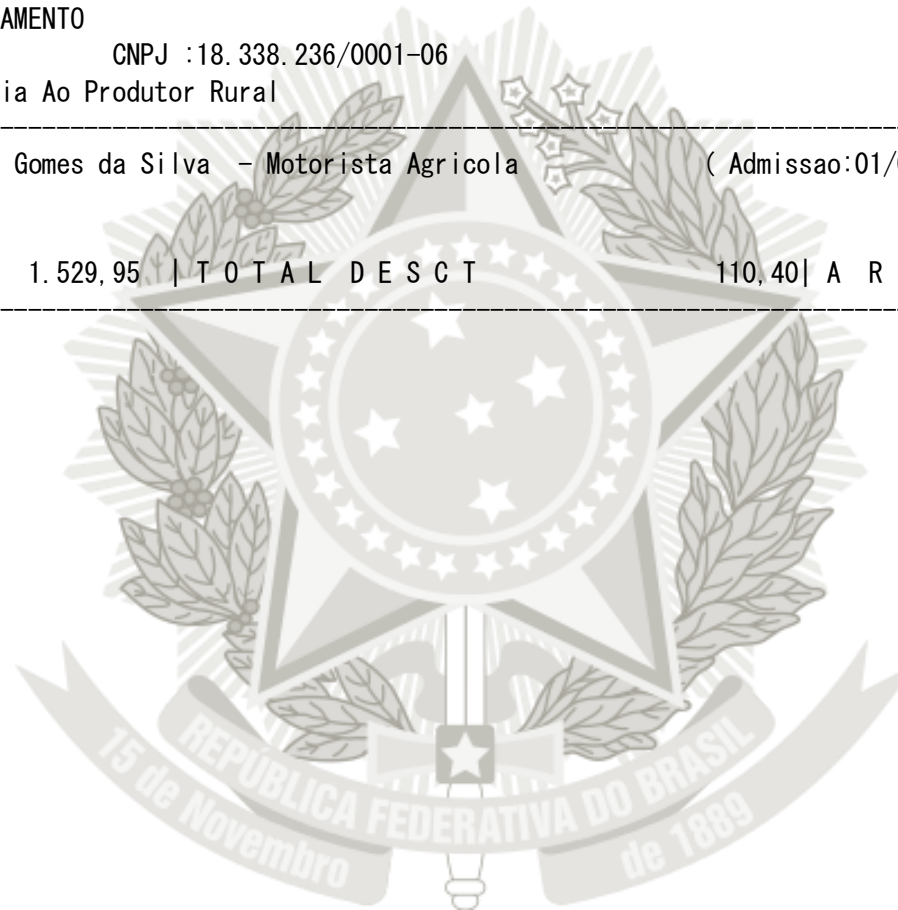 AMENTO
CNPJ :18.338.236/0001-06
ia Ao Produtor Rural
Gomes da Silva - Motorista Agricola ( Admissao:01/
1.529,95 | T O T A L D E S C T 110,40| A R
REPÚBLICA FEDERATIVA DO BRASIL
15 de Novembro de 1889